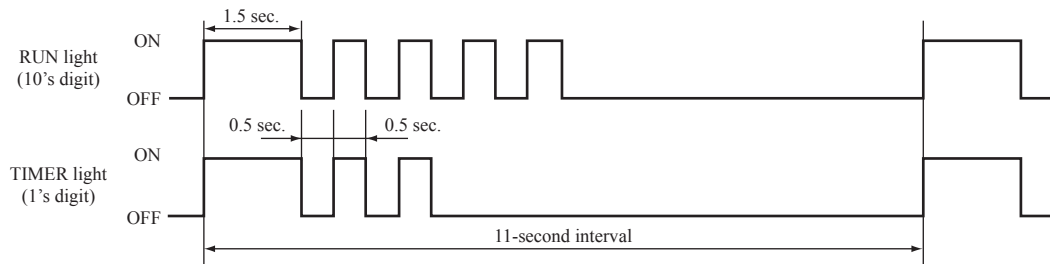 1.5 sec.
ON
RUN light
(10's digit)
OFF
0.5 sec.
0.5 sec.
ON
TIMER light
(1's digit)
OFF
11-second interval